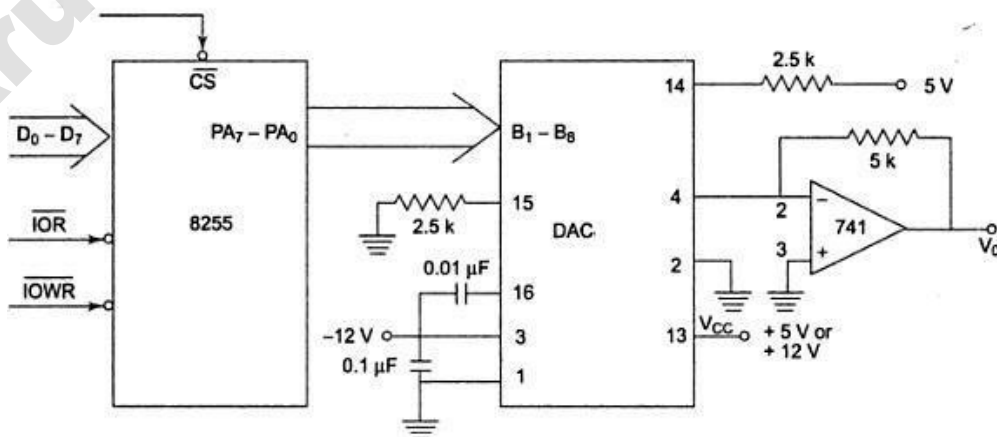 CS
D₀ – D₇
PA₇ – PA₀
8255
IOR
IOWR
B₁ – B₈
DAC
14
2.5 k
5 V
5 k
4
2
741
−
3
+
V₀
2
13
V_CC
+ 5 V or
+ 12 V
15
2.5 k
0.01 μF
16
−12 V
3
0.1 μF
1